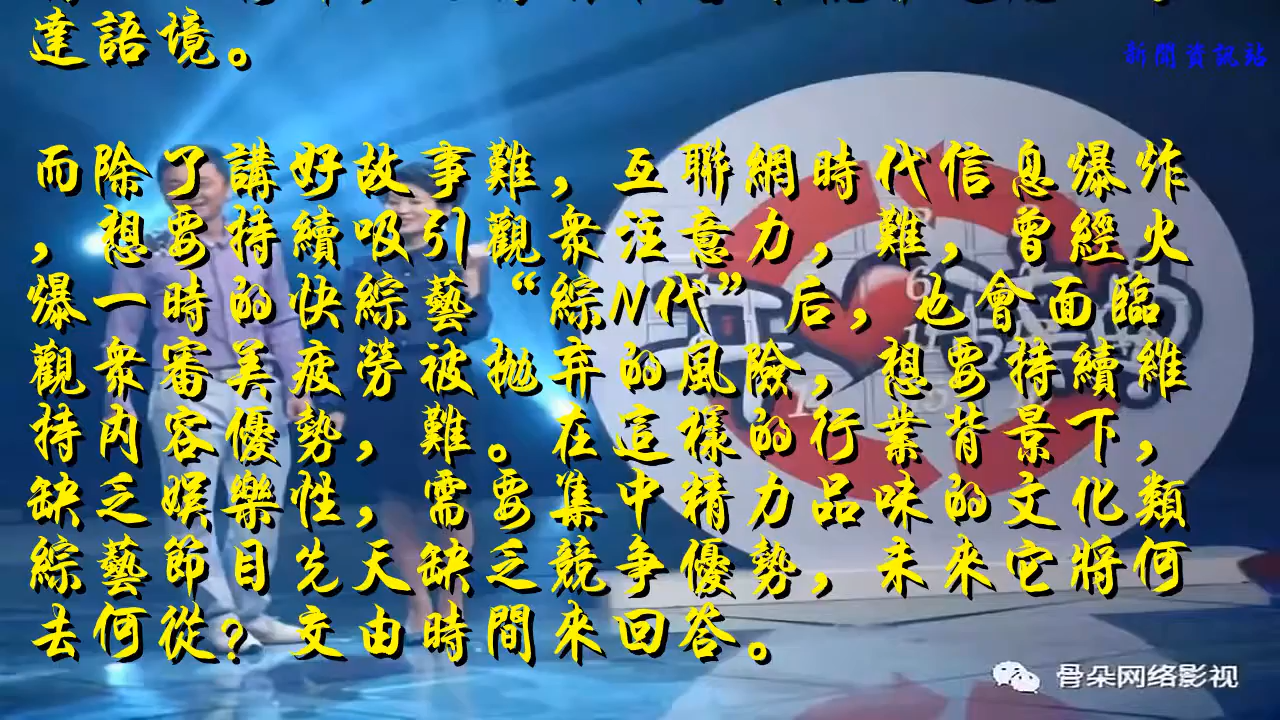 達語境。
新聞資訊站
而除了講好故事難，互聯網時代信息爆炸
，想要持續吸引觀衆注意力，難，曾經火
爆一時的快綜藝“綜N代”后，也會面臨
觀衆審美疲勞被拋弃的風險，想要持續維
持内容優勢，難。在這樣的行業背景下，
缺乏娱樂性，需要集中精力品味的文化類
綜藝節目先天缺乏競争優勢，未來它將何
去何從？交由時間來回答。
骨朵网络影视